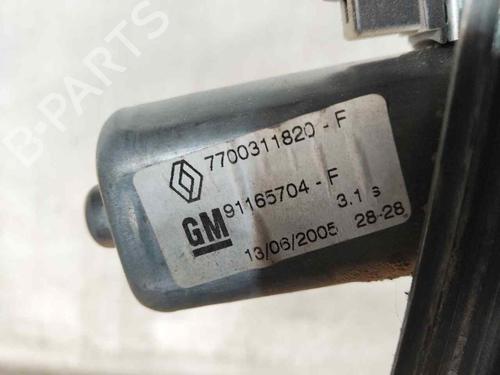 B-PARTS
7700311820-F
GM 91165704-F
3.1 s
13/06/2005 28-28